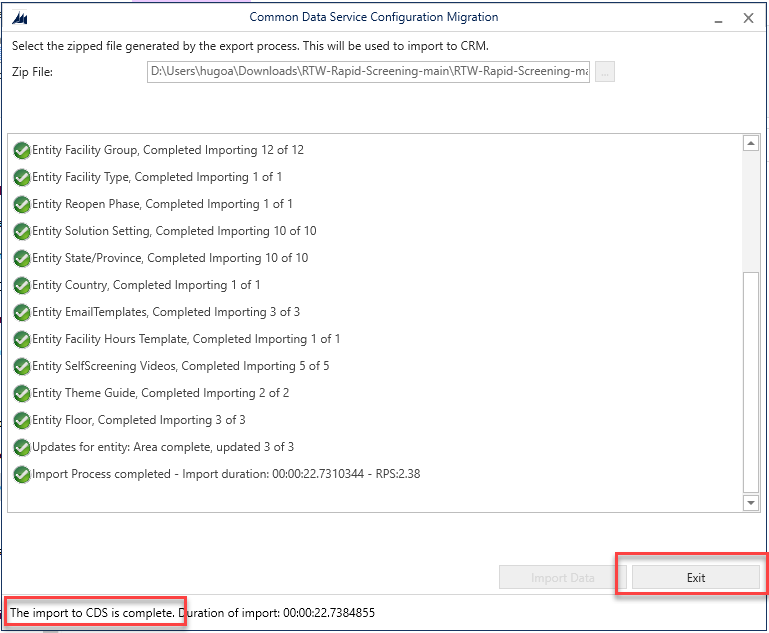 Common Data Service Configuration Migration
Select the zipped file generated by the export process. This will be used to import to CRM.
Zip File:
D:\Users\hugoa\Downloads\RTW-Rapid-Screening-main\RTW-Rapid-Screening-ma
...
Entity Facility Group, Completed Importing 12 of 12
Entity Facility Type, Completed Importing 1 of 1
Entity Reopen Phase, Completed Importing 1 of 1
Entity Solution Setting, Completed Importing 10 of 10
Entity State/Province, Completed Importing 10 of 10
Entity Country, Completed Importing 1 of 1
Entity EmailTemplates, Completed Importing 3 of 3
Entity Facility Hours Template, Completed Importing 1 of 1
Entity SelfScreening Videos, Completed Importing 5 of 5
Entity Theme Guide, Completed Importing 2 of 2
Entity Floor, Completed Importing 3 of 3
Updates for entity: Area complete, updated 3 of 3
Import Process completed - Import duration: 00:00:22.7310344 - RPS:2.38
Import Data
Exit
The import to CDS is complete. Duration of import: 00:00:22.7384855